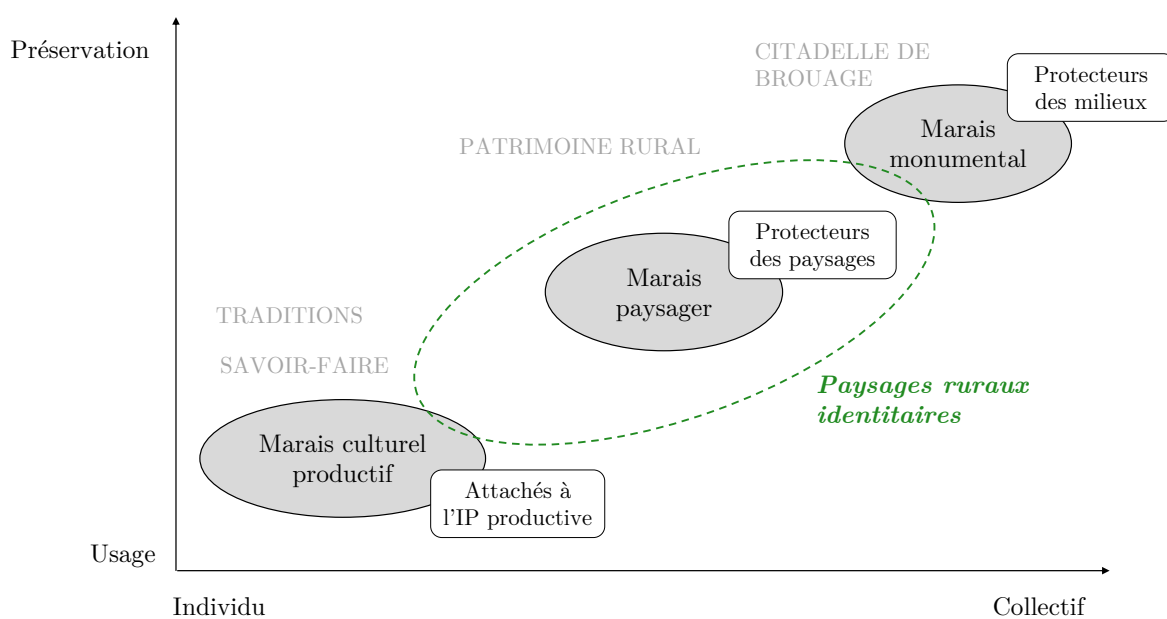 Préservation
CITADELLE DE
BROUAGE
Protecteurs
des milieux
Marais
monumental
PATRIMOINE RURAL
Protecteurs
des paysages
Marais
paysager
TRADITIONS
SAVOIR-FAIRE
Paysages ruraux
identitaires
Marais culturel
productif
Attachés à
l'IP productive
Usage
Individu
Collectif